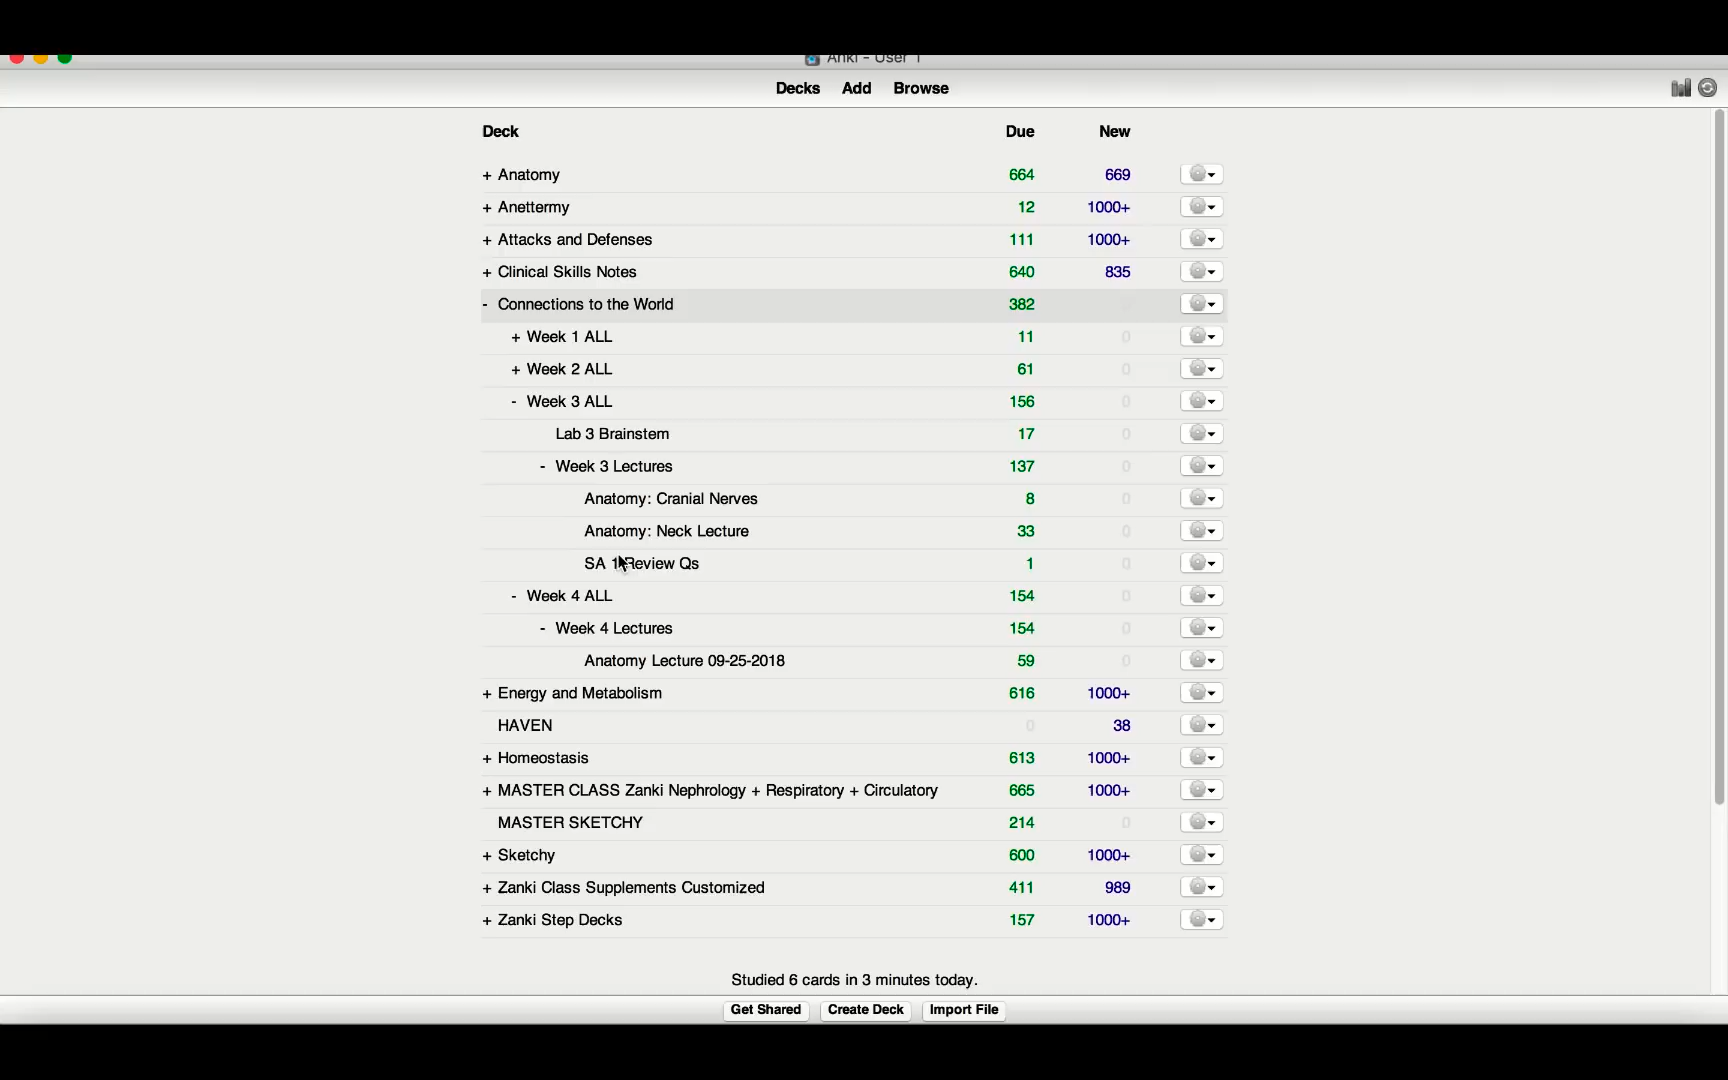 Anki - User 1
Decks Add Browse
Deck Due New
+ Anatomy 664 669
+ Anettermy 12 1000+
+ Attacks and Defenses 111 1000+
+ Clinical Skills Notes 640 835
- Connections to the World 382
+ Week 1 ALL 11 0
+ Week 2 ALL 61 0
- Week 3 ALL 156 0
Lab 3 Brainstem 17 0
- Week 3 Lectures 137 0
Anatomy: Cranial Nerves 8 0
Anatomy: Neck Lecture 33 0
SA 1 Review Qs 1 0
- Week 4 ALL 154 0
- Week 4 Lectures 154 0
Anatomy Lecture 09-25-2018 59 0
+ Energy and Metabolism 616 1000+
HAVEN 0 38
+ Homeostasis 613 1000+
+ MASTER CLASS Zanki Nephrology + Respiratory + Circulatory 665 1000+
MASTER SKETCHY 214 0
+ Sketchy 600 1000+
+ Zanki Class Supplements Customized 411 989
+ Zanki Step Decks 157 1000+
Studied 6 cards in 3 minutes today.
Get Shared Create Deck Import File